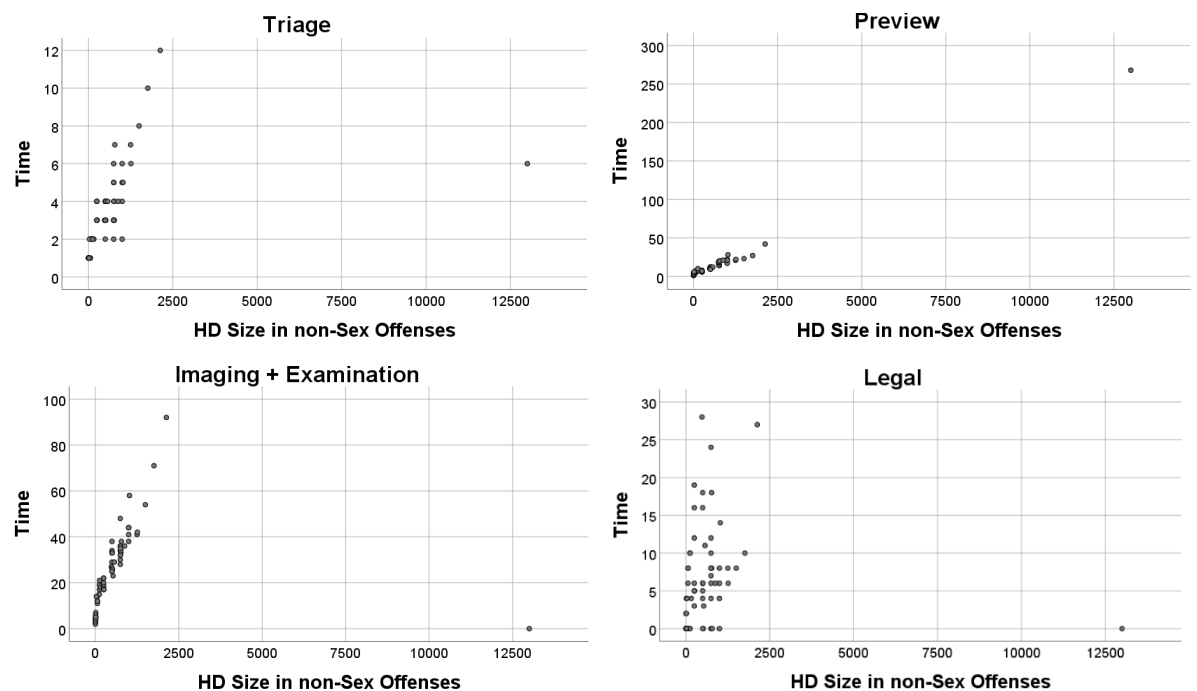 Triage
12
10
8
6
4
2
0
Time
0 2500 5000 7500 10000 12500
HD Size in non-Sex Offenses
Preview
300
250
200
150
100
50
0
Time
0 2500 5000 7500 10000 12500
HD Size in non-Sex Offenses
Imaging + Examination
100
80
60
40
20
0
Time
0 2500 5000 7500 10000 12500
HD Size in non-Sex Offenses
Legal
30
25
20
15
10
5
0
Time
0 2500 5000 7500 10000 12500
HD Size in non-Sex Offenses